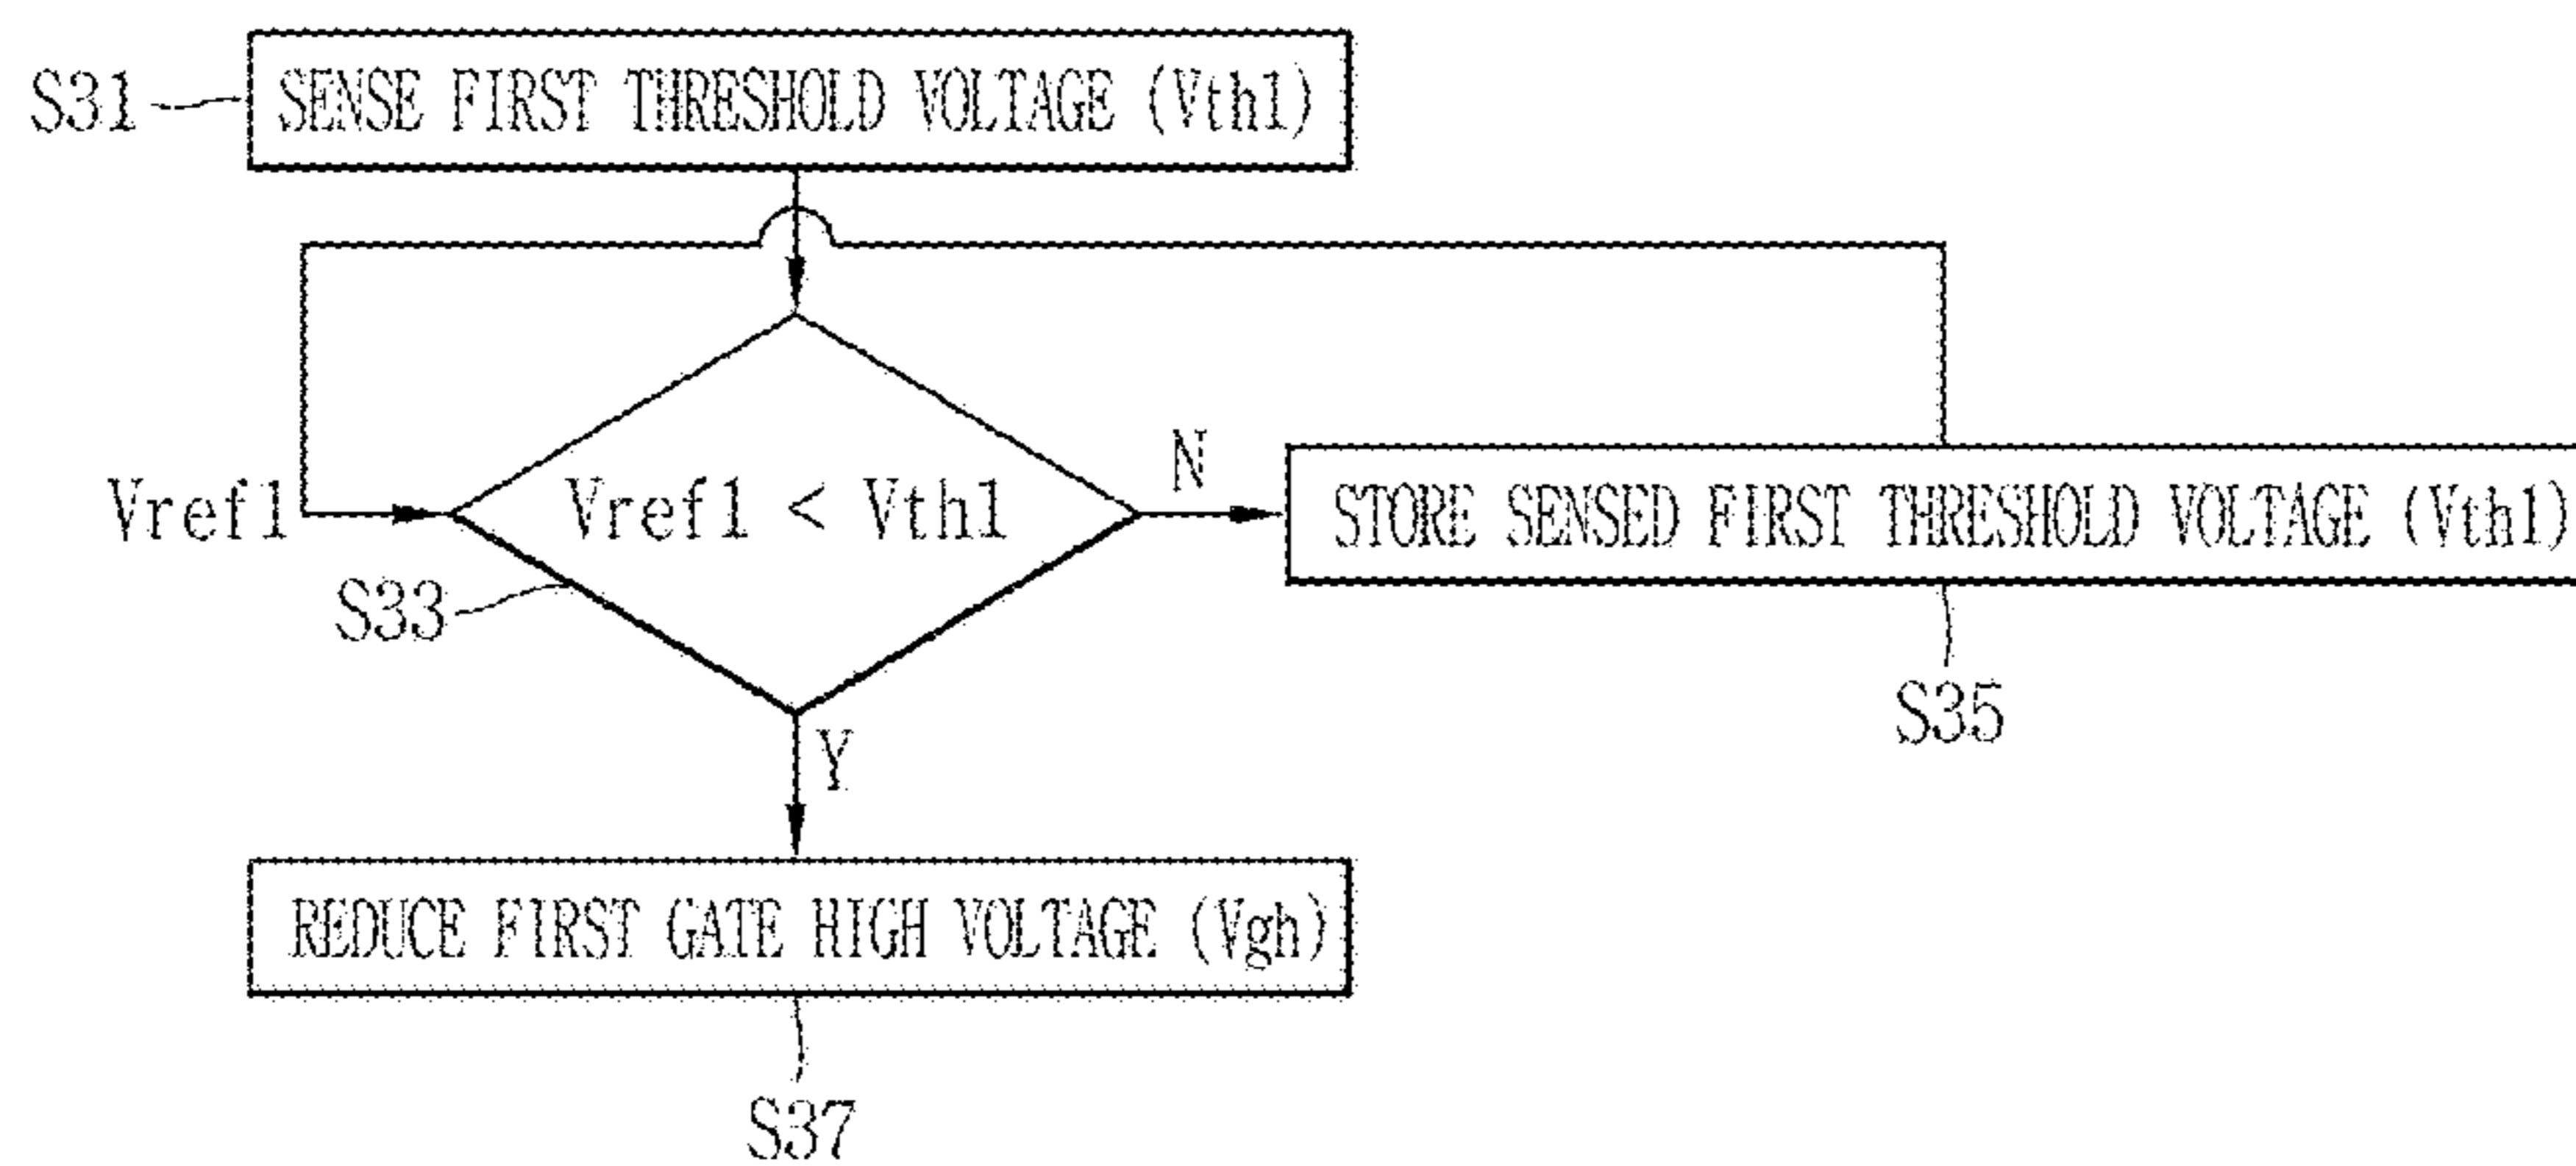 S31
SENSE FIRST THRESHOLD VOLTAGE (Vth1)
Vref1
Vref1 < Vth1
N
STORE SENSED FIRST THRESHOLD VOLTAGE (Vth1)
S33
S35
Y
REDUCE FIRST GATE HIGH VOLTAGE (Vgh)
S37